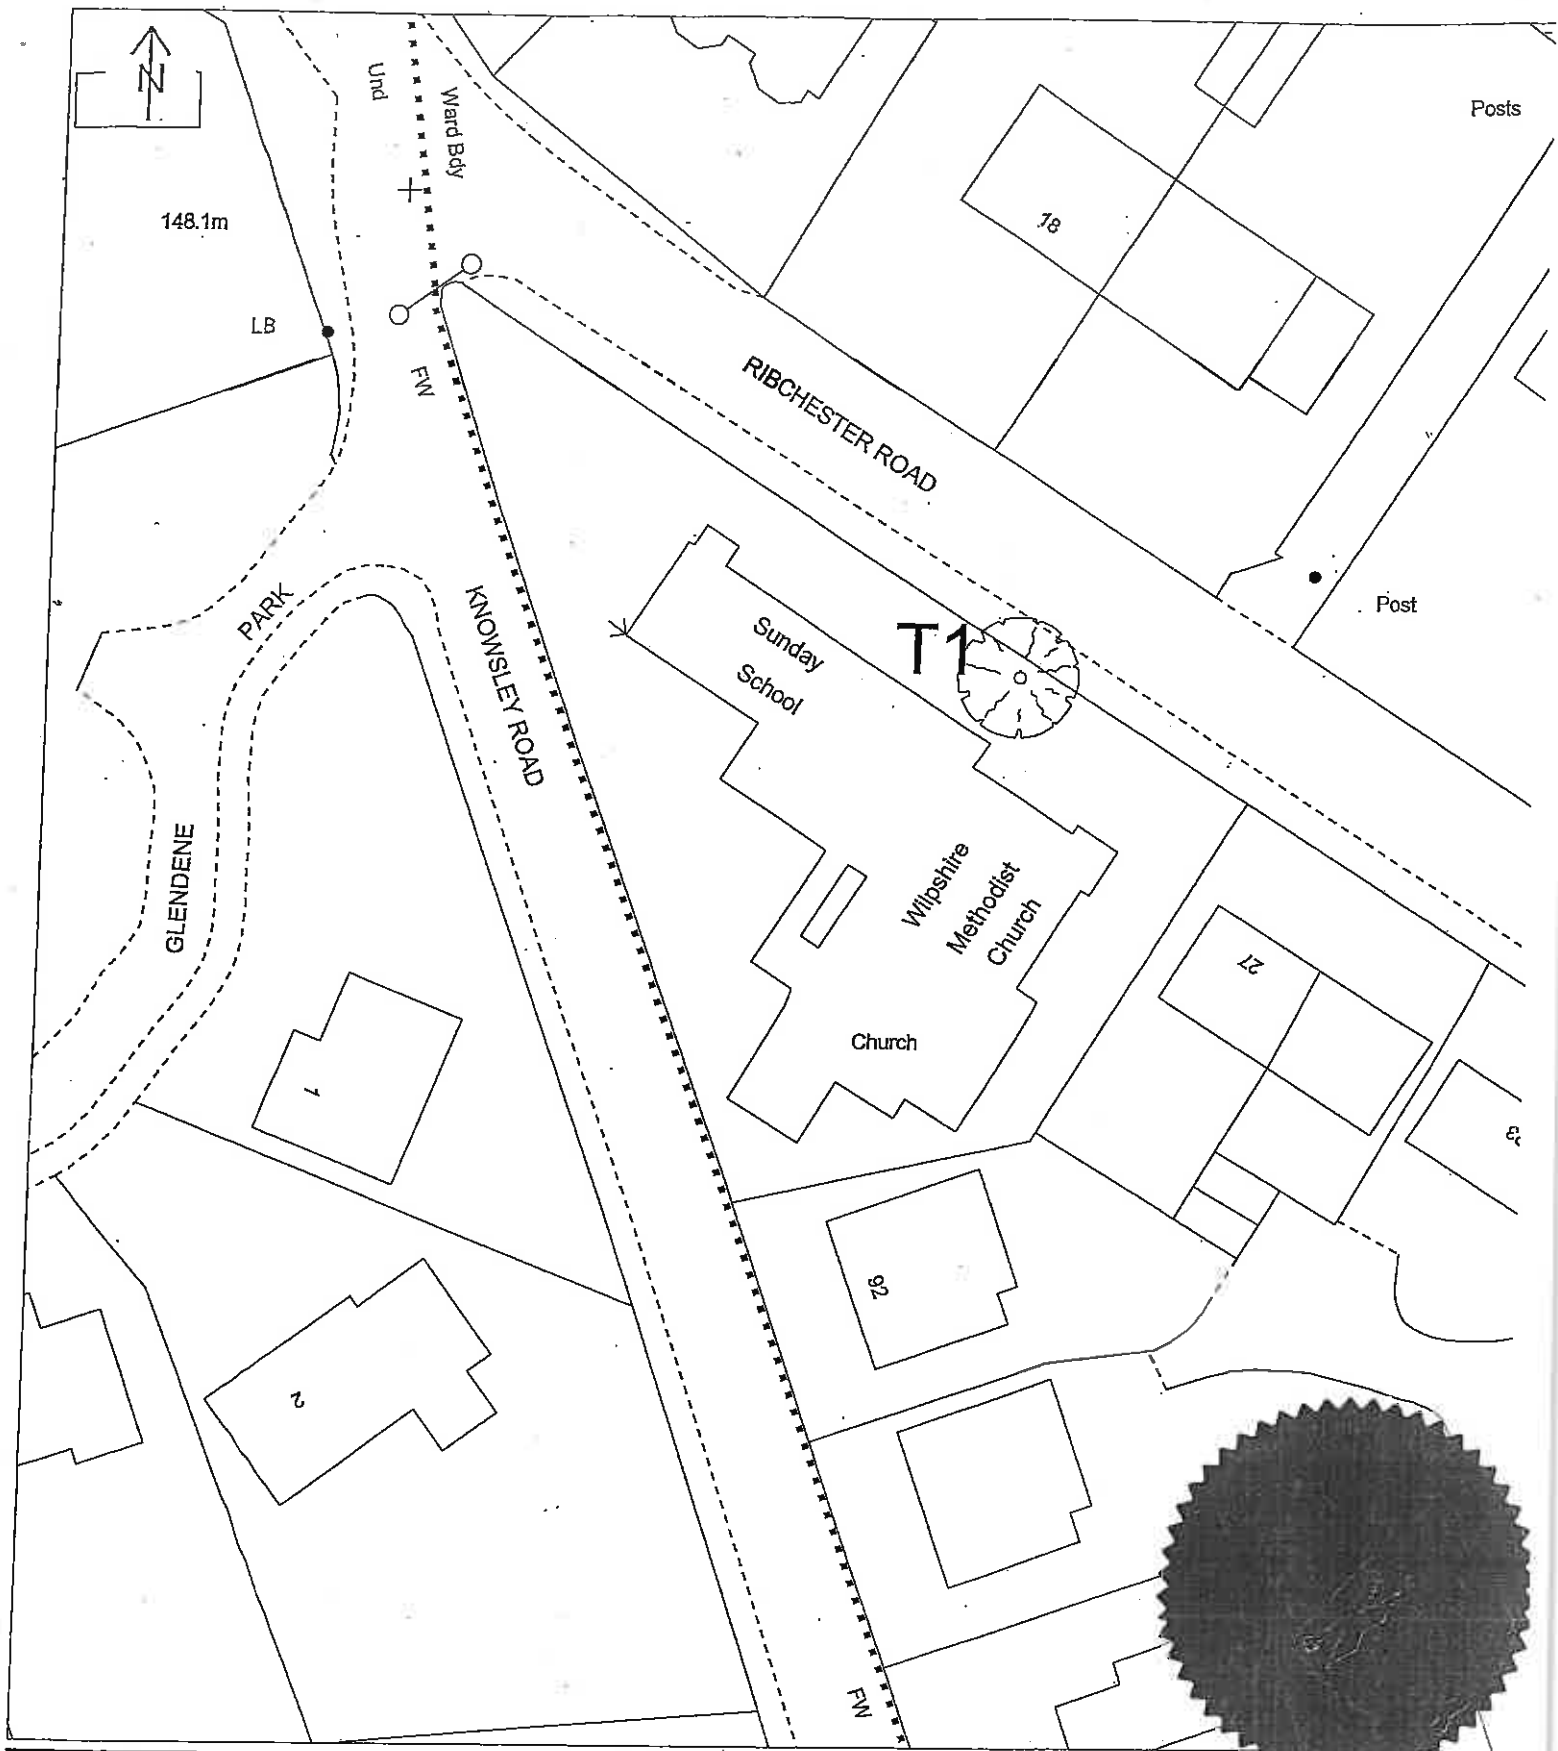 N
Und
Ward Bdy
Posts
148.1m
18
LB
FW
RIBCHESTER ROAD
Post
PARK
KNOWSLEY ROAD
Sunday
School
T1
GLENDENE
Wilpshire
Methodist
Church
27
Church
1
92
2
FW